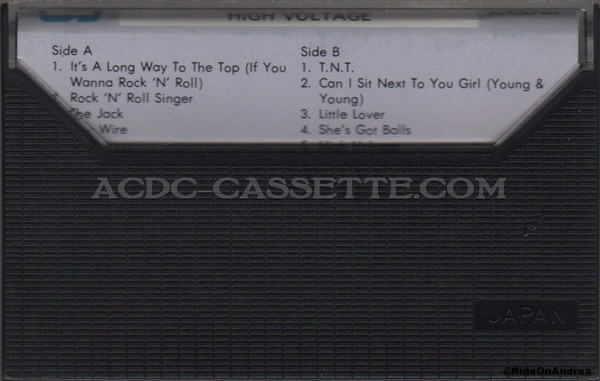 HIGH VOLTAGE
Side A
1. It's A Long Way To The Top (If You
Wanna Rock 'N' Roll)
Rock 'N' Roll Singer
The Jack
Wire
Side B
1. T.N.T.
2. Can I Sit Next To You Girl (Young &
Young)
3. Little Lover
4. She's Got Balls
ACDC-CASSETTE.COM
JAPAN
©RideOnAndrea